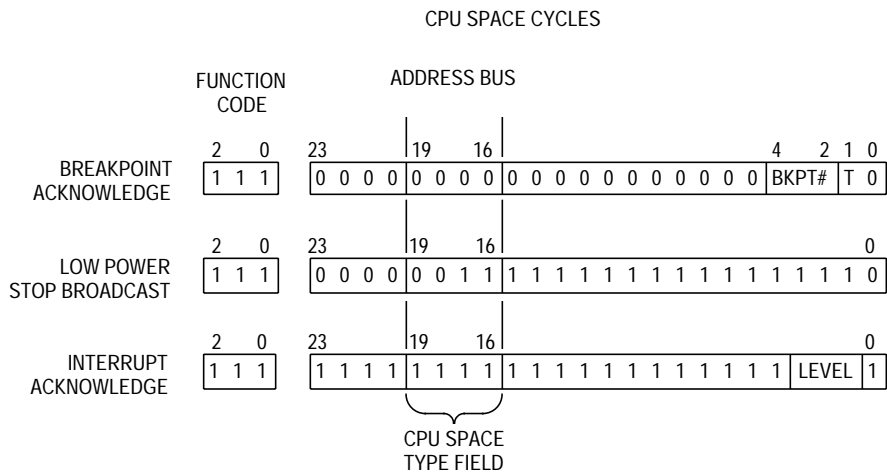 CPU SPACE CYCLES
FUNCTION
CODE
ADDRESS BUS
2 0 23 19 16 4 2 1 0
BREAKPOINT
ACKNOWLEDGE
1 1 1 0 0 0 0 0 0 0 0 0 0 0 0 0 0 0 0 0 0 0 BKPT# T 0
2 0 23 19 16 0
LOW POWER
STOP BROADCAST
1 1 1 0 0 0 0 0 0 1 1 1 1 1 1 1 1 1 1 1 1 1 1 1 1 1 0
2 0 23 19 16 0
INTERRUPT
ACKNOWLEDGE
1 1 1 1 1 1 1 1 1 1 1 1 1 1 1 1 1 1 1 1 1 1 1 LEVEL 1
CPU SPACE
TYPE FIELD